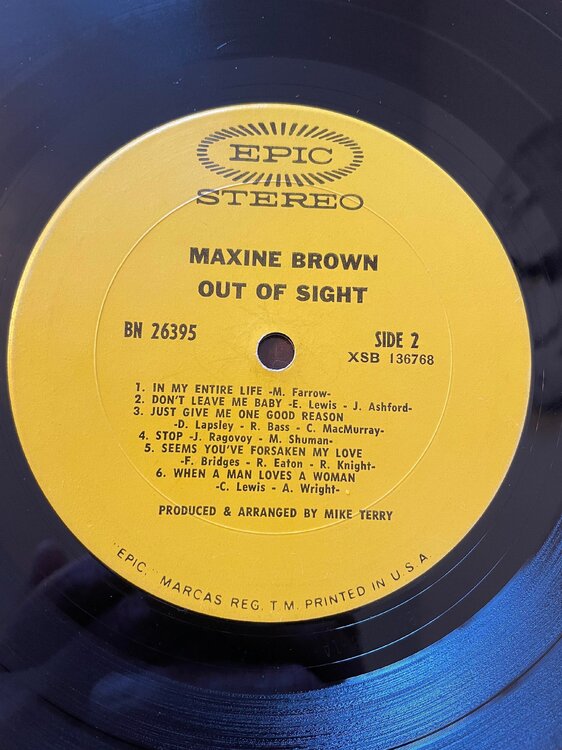 EPIC
STEREO
MAXINE BROWN
OUT OF SIGHT
BN 26395
SIDE 2
XSB 136768
1. IN MY ENTIRE LIFE -M. Farrow-
2. DON'T LEAVE ME BABY -E. Lewis - J. Ashford-
3. JUST GIVE ME ONE GOOD REASON
-D. Lapsley - R. Bass - C. MacMurray-
4. STOP -J. Ragovoy - M. Shuman-
5. SEEMS YOU'VE FORSAKEN MY LOVE
-F. Bridges - R. Eaton - R. Knight-
6. WHEN A MAN LOVES A WOMAN
-C. Lewis - A. Wright-
PRODUCED & ARRANGED BY MIKE TERRY
"EPIC," MARCAS REG. T M. PRINTED IN U.S.A.